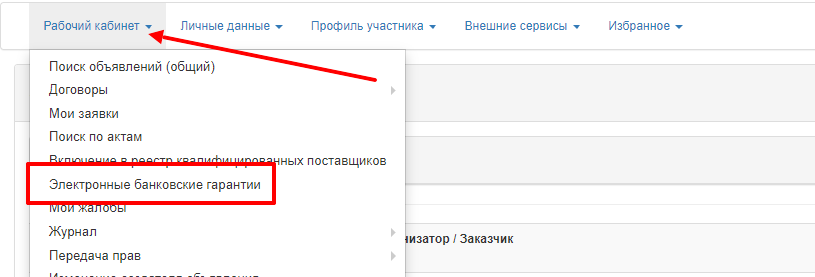 Рабочий кабинет Личные данные Профиль участника Внешние сервисы Избранное
Поиск объявлений (общий)
Договоры
Мои заявки
Поиск по актам
Включение в реестр квалифицированных поставщиков
Электронные банковские гарантии
Мои жалобы
Журнал
низатор / Заказчик
Передача прав